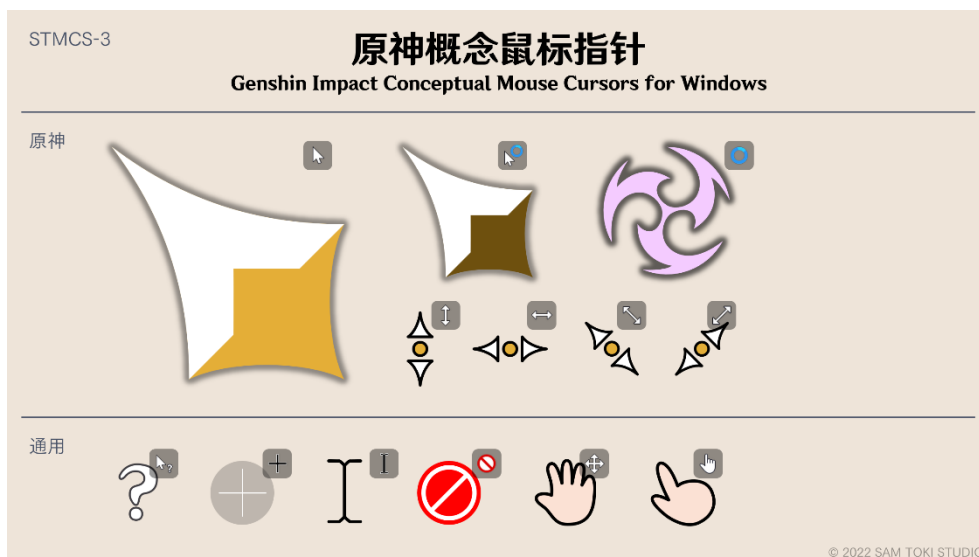 STMCS-3
原神概念鼠标指针
Genshin Impact Conceptual Mouse Cursors for Windows
原神
通用
© 2022 SAM TOKI STUDIO